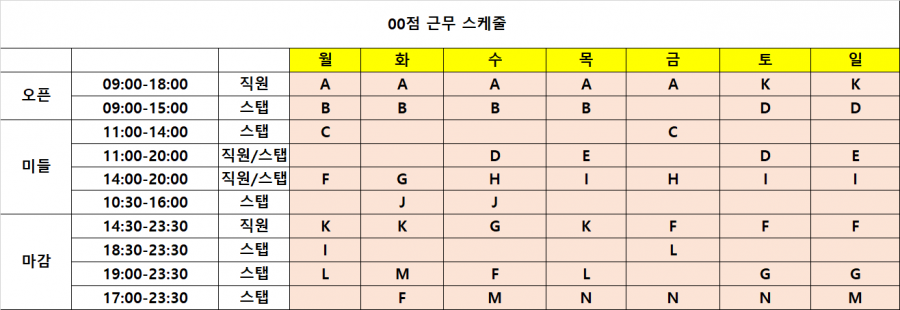 00점 근무 스케줄
월 화 수 목 금 토 일
오픈 09:00-18:00 직원 A A A A A K K
09:00-15:00 스탭 B B B B D D
미들 11:00-14:00 스탭 C C
11:00-20:00 직원/스탭 D E D E
14:00-20:00 직원/스탭 F G H I H I I
10:30-16:00 스탭 J J
마감 14:30-23:30 직원 K K G K F F F
18:30-23:30 스탭 I L
19:00-23:30 스탭 L M F L G G
17:00-23:30 스탭 F M N N N M